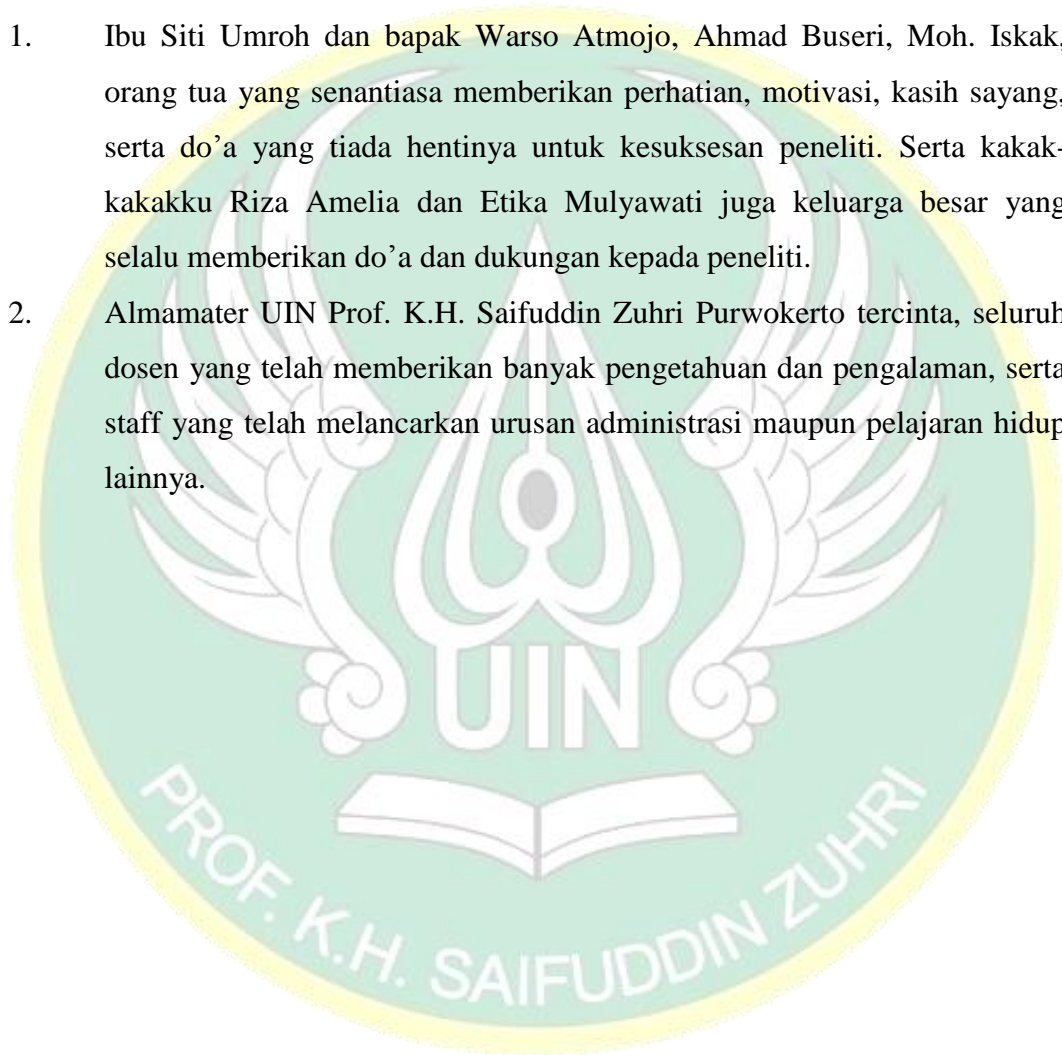 1. Ibu Siti Umroh dan bapak Warso Atmojo, Ahmad Buseri, Moh. Iskak,
orang tua yang senantiasa memberikan perhatian, motivasi, kasih sayang,
serta do’a yang tiada hentinya untuk kesuksesan peneliti. Serta kakak-
kakakku Riza Amelia dan Etika Mulyawati juga keluarga besar yang
selalu memberikan do’a dan dukungan kepada peneliti.
2. Almamater UIN Prof. K.H. Saifuddin Zuhri Purwokerto tercinta, seluruh
dosen yang telah memberikan banyak pengetahuan dan pengalaman, serta
staff yang telah melancarkan urusan administrasi maupun pelajaran hidup
lainnya.
UIN
PROF. K.H. SAIFUDDIN ZUHRI